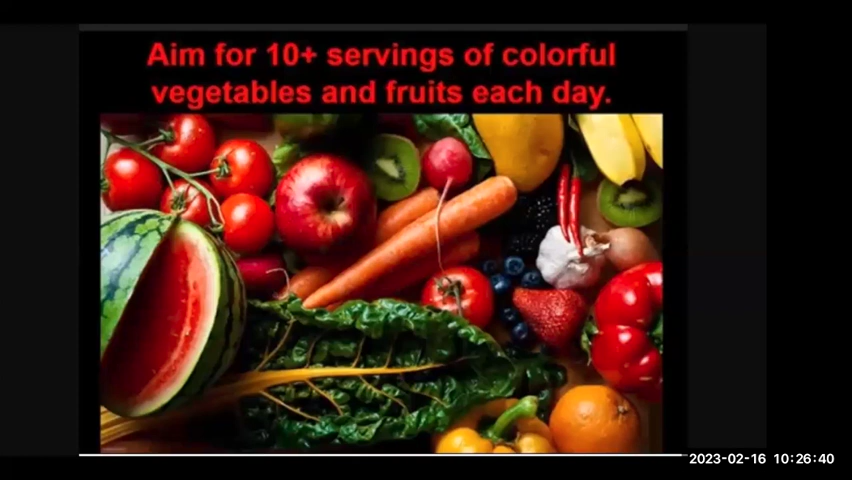 Aim for 10+ servings of colorful
vegetables and fruits each day.
2023-02-16 10:26:40